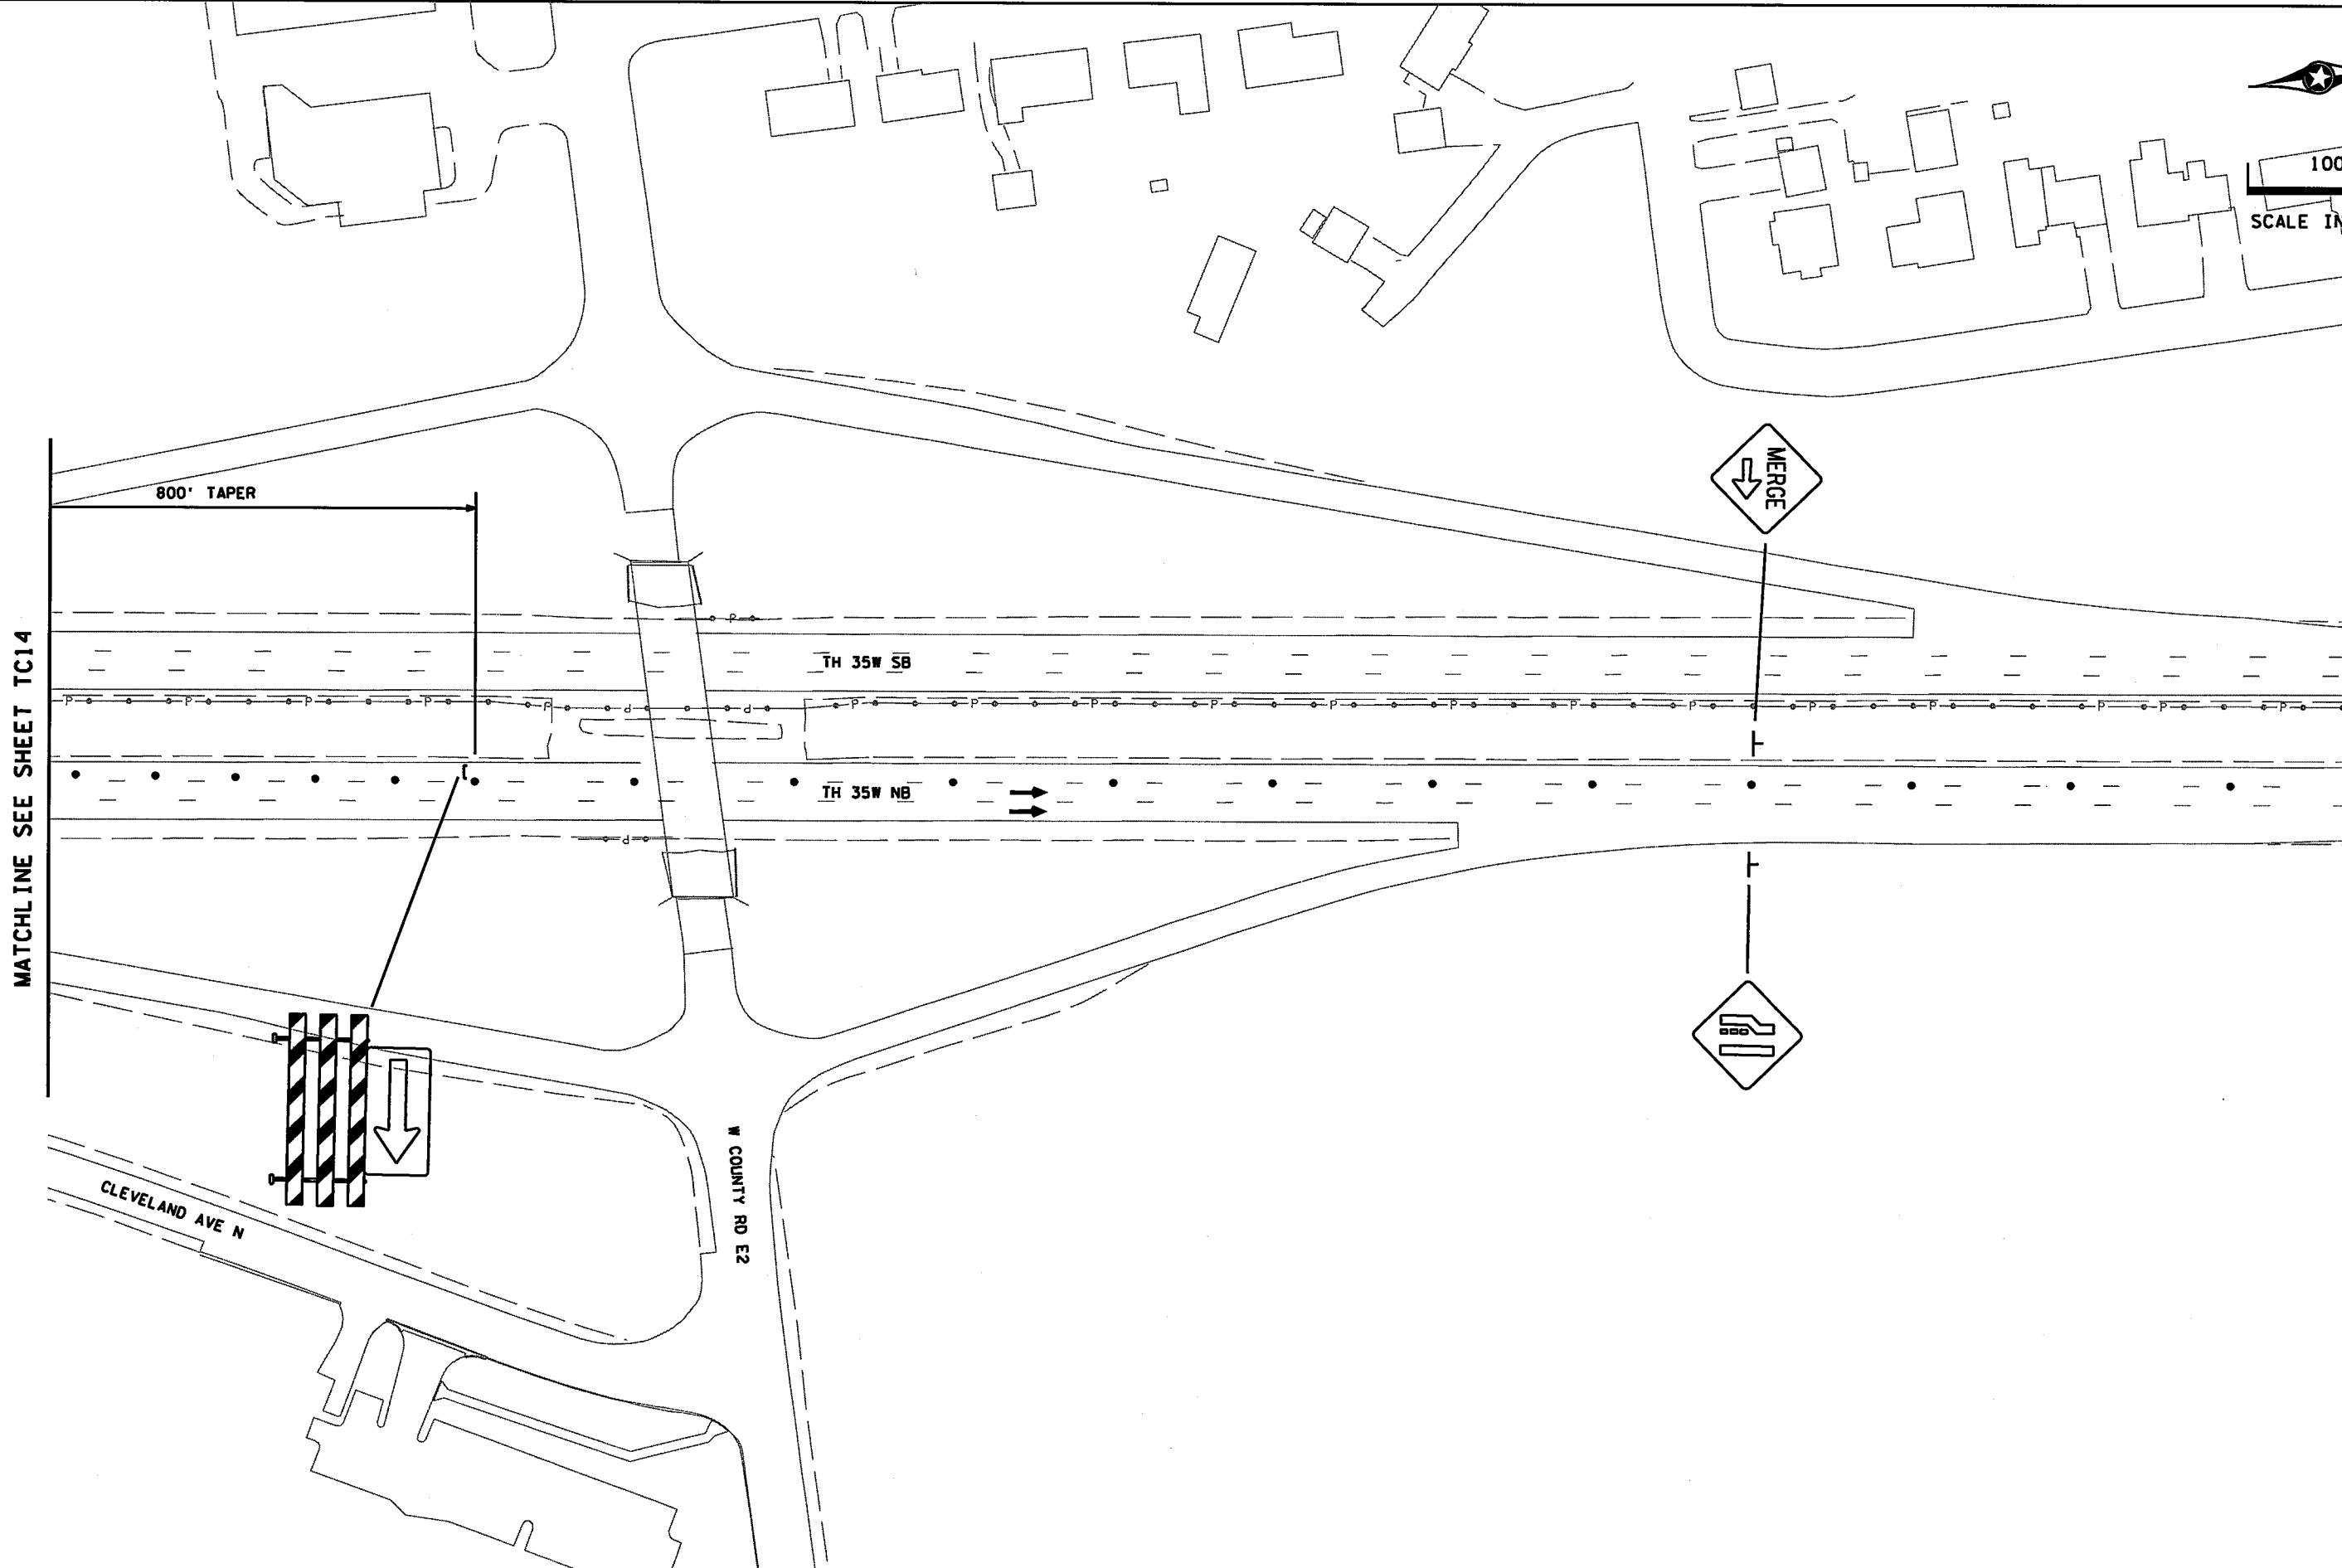 100
SCALE IN
MERGE
800' TAPER
MATCHLINE SEE SHEET TC14
TH 35W SB
P P P P P P d d P P P P P P P P P P P P P
TH 35W NB
d
W COUNTY RD E2
CLEVELAND AVE N